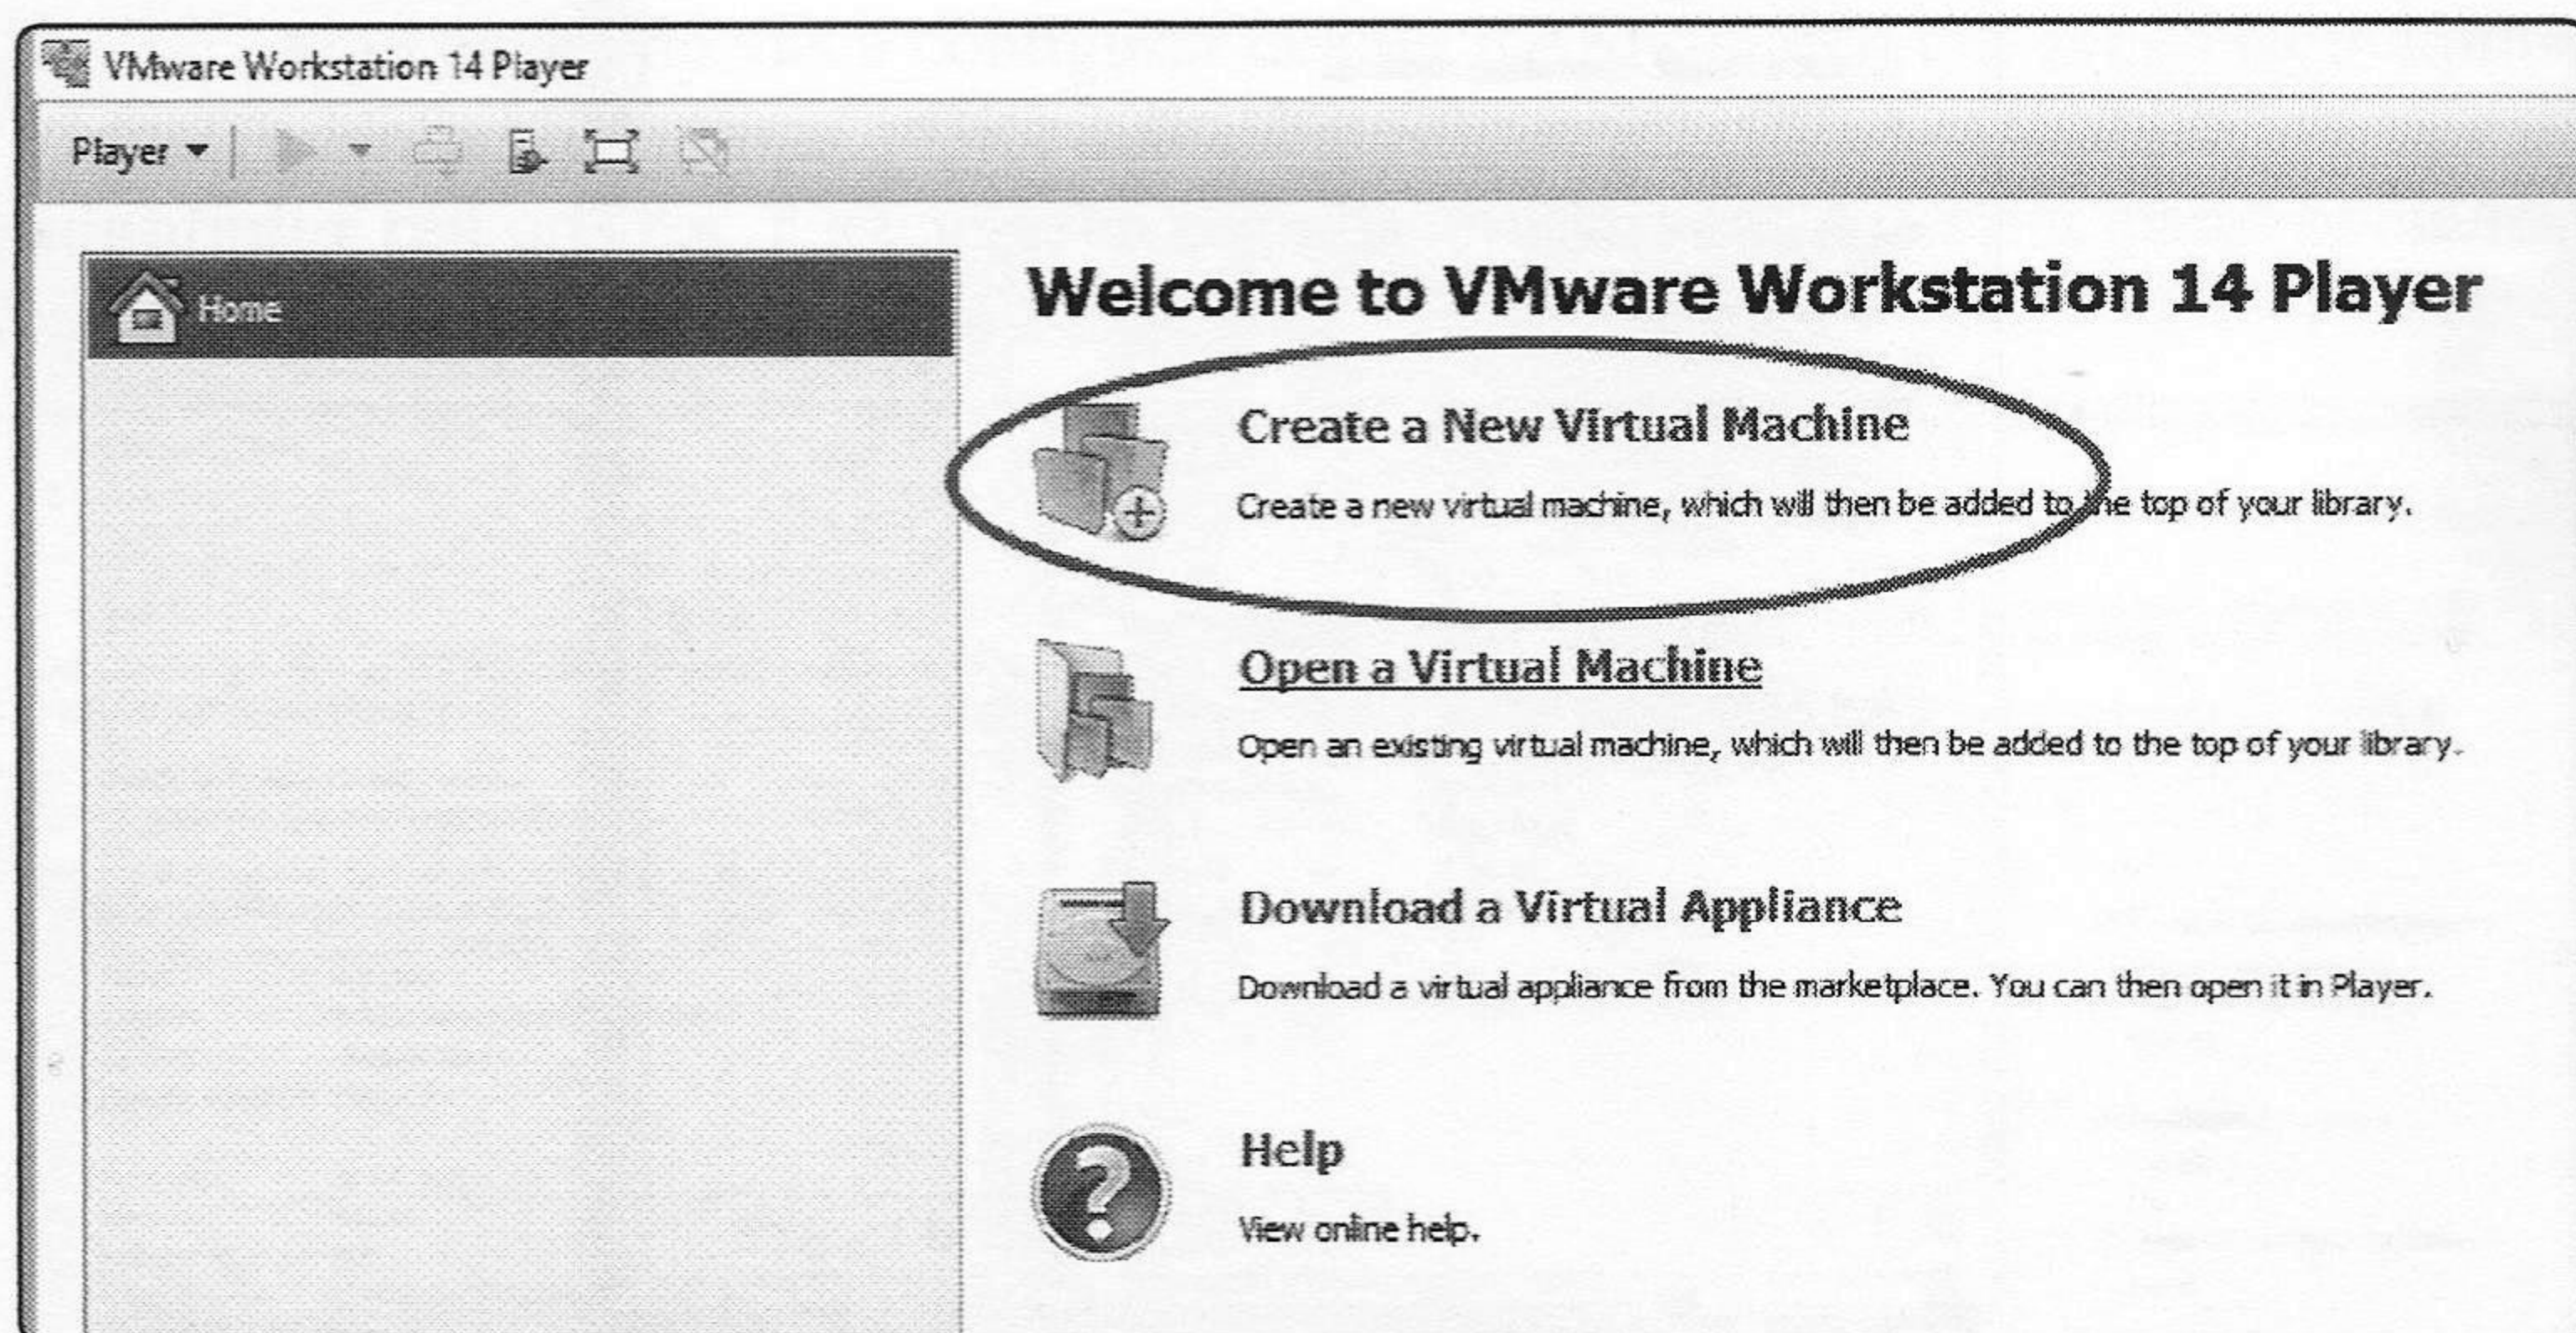 VMware Workstation 14 Player
Player
Home
Welcome to VMware Workstation 14 Player
Create a New Virtual Machine
Create a new virtual machine, which will then be added to the top of your library.
Open a Virtual Machine
Open an existing virtual machine, which will then be added to the top of your library.
Download a Virtual Appliance
Download a virtual appliance from the marketplace. You can then open it in Player.
Help
View online help.